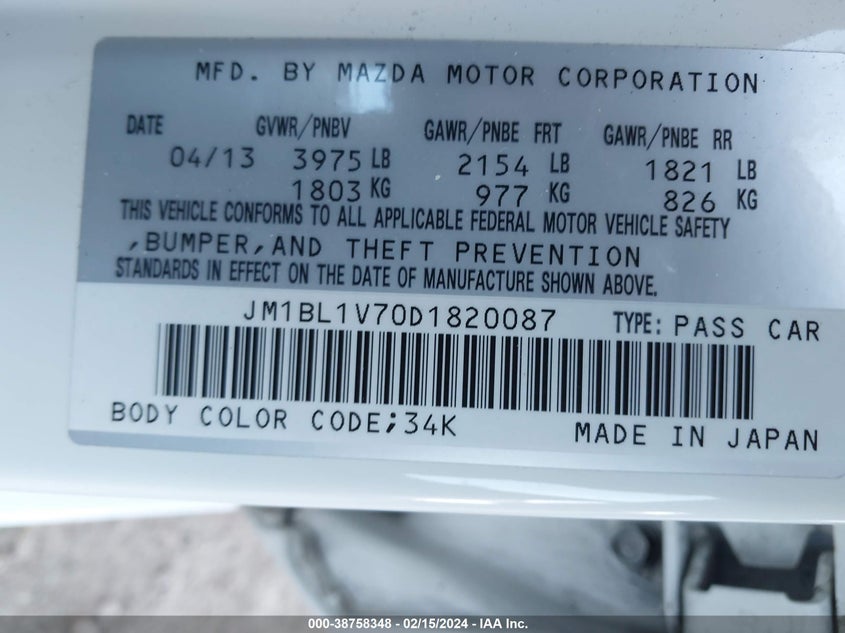 MFD. BY MAZDA MOTOR CORPORATION
DATE GVWR/PNBV GAWR/PNBE FRT GAWR/PNBE RR
04/13 3975 LB 2154 LB 1821 LB
1803 KG 977 KG 826 KG
THIS VEHICLE CONFORMS TO ALL APPLICABLE FEDERAL MOTOR VEHICLE SAFETY
,BUMPER,AND THEFT PREVENTION
STANDARDS IN EFFECT ON THE DATE OF MANUFACTURE SHOWN ABOVE.
JM1BL1V70D1820087 TYPE: PASS CAR
BODY COLOR CODE;34K MADE IN JAPAN
000-38758348 - 02/15/2024 - IAA Inc.